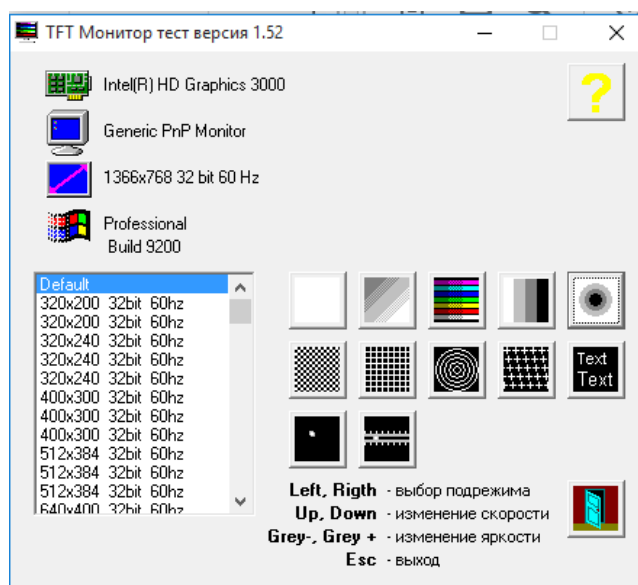 TFT Монитор тест версия 1.52
Intel(R) HD Graphics 3000
Generic PnP Monitor
1366x768 32 bit 60 Hz
Professional
Build 9200
?
Default
320x200 32bit 60hz
320x200 32bit 60hz
320x240 32bit 60hz
320x240 32bit 60hz
320x240 32bit 60hz
400x300 32bit 60hz
400x300 32bit 60hz
400x300 32bit 60hz
512x384 32bit 60hz
512x384 32bit 60hz
512x384 32bit 60hz
640x400 32bit 60hz
Text
Text
Left, Rigth - выбор подрежима
Up, Down - изменение скорости
Grey-, Grey + - изменение яркости
Esc - выход